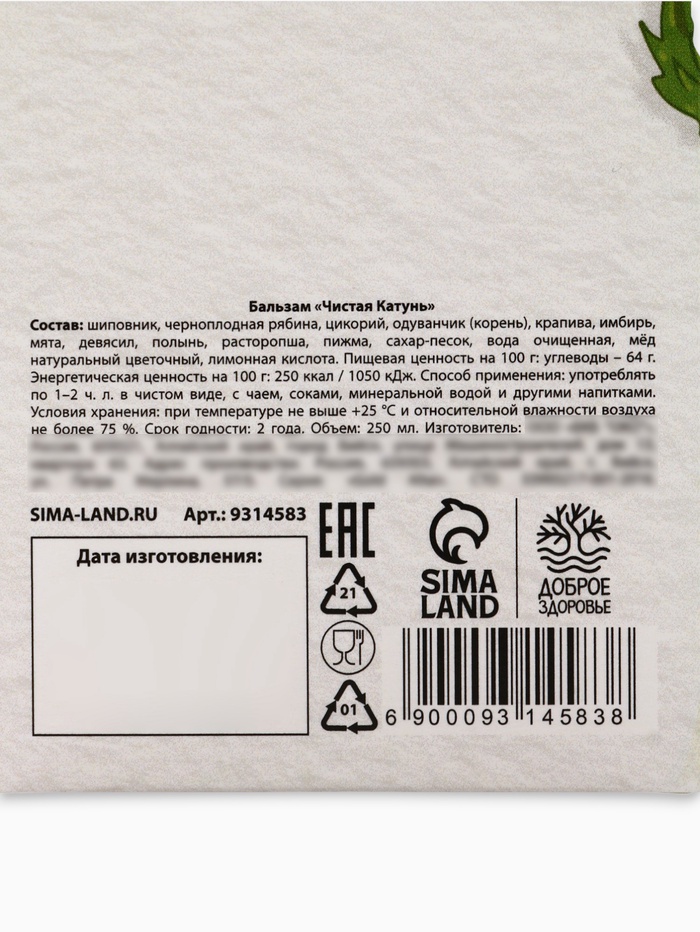 Бальзам «Чистая Катунь»
Состав: шиповник, черноплодная рябина, цикорий, одуванчик (корень), крапива, имбирь,
мята, девясил, полынь, расторопша, пижма, сахар-песок, вода очищенная, мёд
натуральный цветочный, лимонная кислота. Пищевая ценность на 100 г: углеводы – 64 г.
Энергетическая ценность на 100 г: 250 ккал / 1050 кДж. Способ применения: употреблять
по 1–2 ч. л. в чистом виде, с чаем, соками, минеральной водой и другими напитками.
Условия хранения: при температуре не выше +25 °С и относительной влажности воздуха
не более 75 %. Срок годности: 2 года. Объем: 250 мл. Изготовитель:
SIMA-LAND.RU Арт.: 9314583
Дата изготовления:
EAC
21
01
SIMA
LAND
ДОБРОЕ
ЗДОРОВЬЕ
6 900093 145838